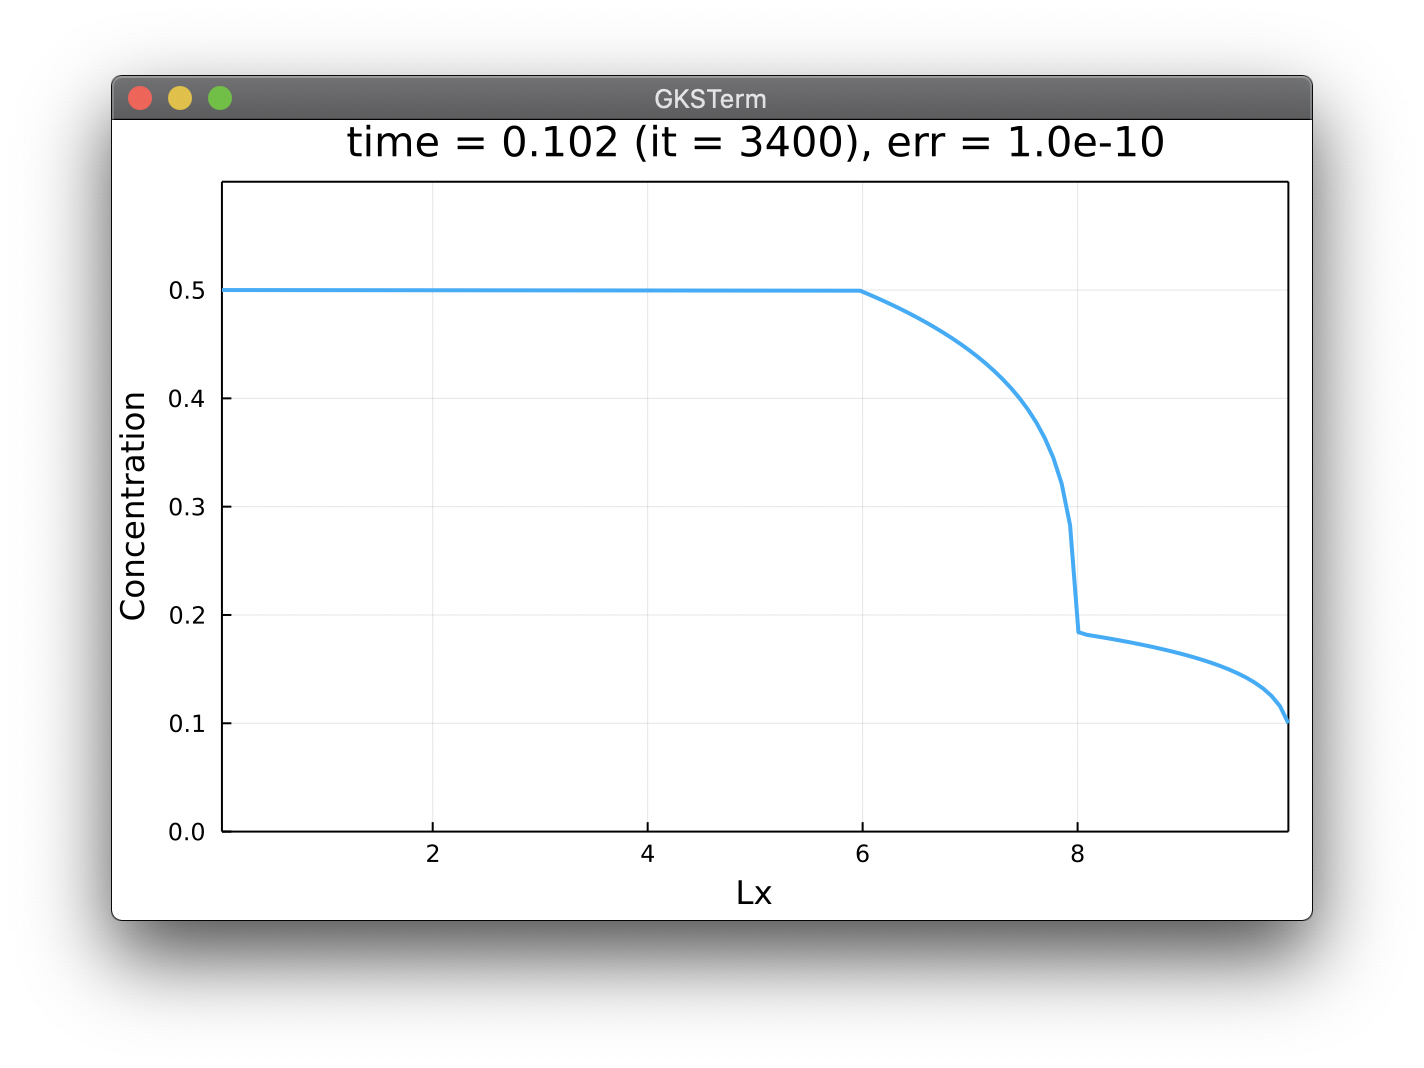 GKSTerm
time = 0.102 (it = 3400), err = 1.0e-10
Concentration
0.5
0.4
0.3
0.2
0.1
0.0
2 4 6 8
Lx